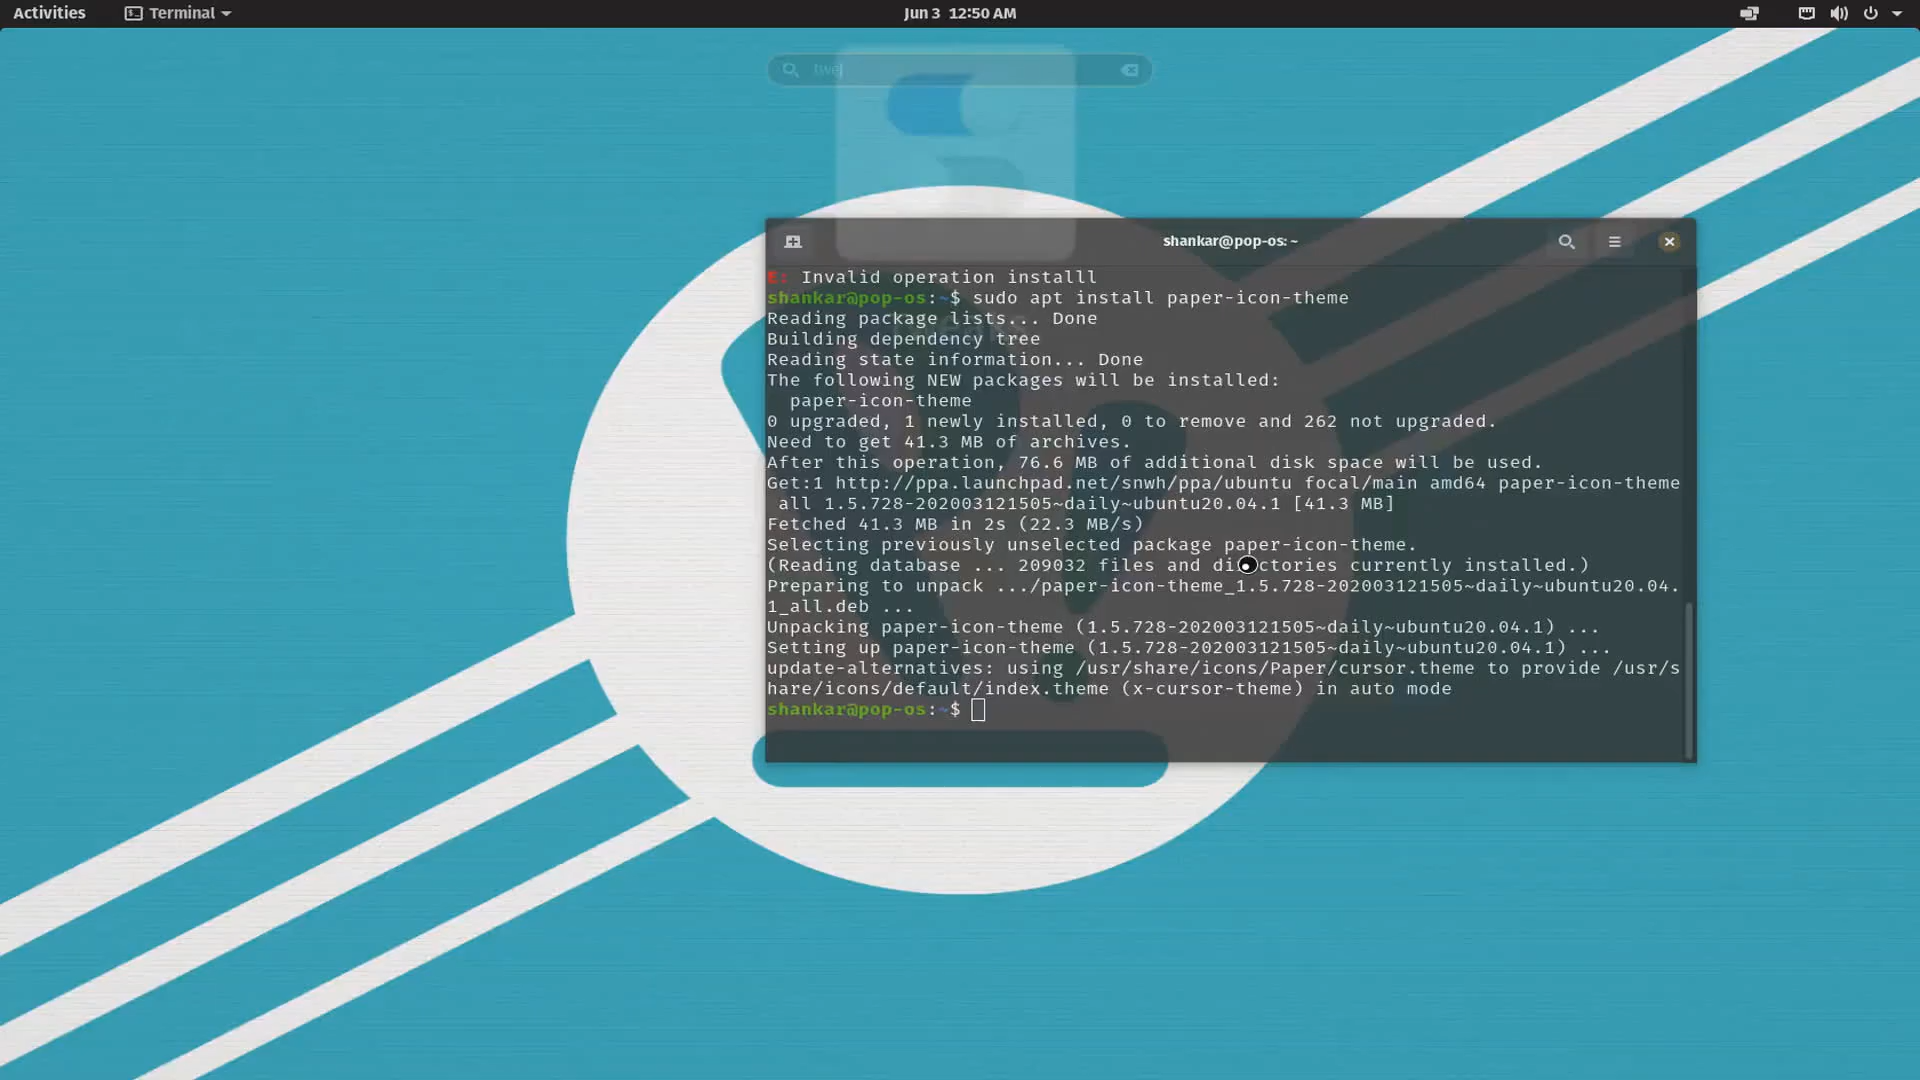 Activities
Terminal
Jun 3 12:50 AM
twe
shankar@pop-os: ~
E: Invalid operation installl
shankar@pop-os:~$ sudo apt install paper-icon-theme
Reading package lists... Done
Building dependency tree
Reading state information... Done
The following NEW packages will be installed:
paper-icon-theme
0 upgraded, 1 newly installed, 0 to remove and 262 not upgraded.
Need to get 41.3 MB of archives.
After this operation, 76.6 MB of additional disk space will be used.
Get:1 http://ppa.launchpad.net/snwh/ppa/ubuntu focal/main amd64 paper-icon-theme
all 1.5.728-202003121505~daily~ubuntu20.04.1 [41.3 MB]
Fetched 41.3 MB in 2s (22.3 MB/s)
Selecting previously unselected package paper-icon-theme.
(Reading database ... 209032 files and directories currently installed.)
Preparing to unpack .../paper-icon-theme_1.5.728-202003121505~daily~ubuntu20.04.
1_all.deb ...
Unpacking paper-icon-theme (1.5.728-202003121505~daily~ubuntu20.04.1) ...
Setting up paper-icon-theme (1.5.728-202003121505~daily~ubuntu20.04.1) ...
update-alternatives: using /usr/share/icons/Paper/cursor.theme to provide /usr/s
hare/icons/default/index.theme (x-cursor-theme) in auto mode
shankar@pop-os:~$